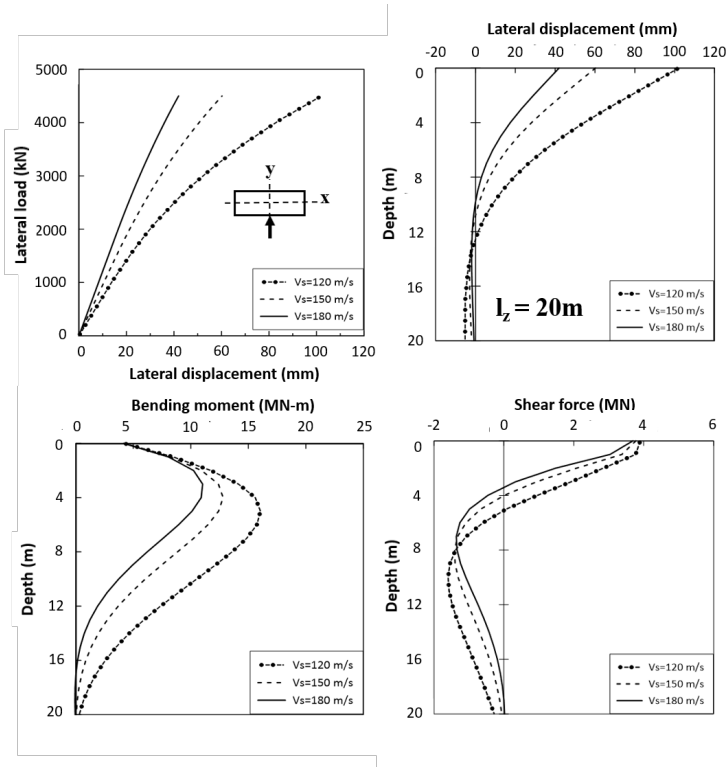 Lateral load (kN)
5000
4000
3000
2000
1000
0
0 20 40 60 80 100 120
Lateral displacement (mm)
y
x
Vs=120 m/s
Vs=150 m/s
Vs=180 m/s
Lateral displacement (mm)
-20 0 20 40 60 80 100 120
Depth (m)
0
4
8
12
16
20
l_z = 20m
Vs=120 m/s
Vs=150 m/s
Vs=180 m/s
Bending moment (MN-m)
0 5 10 15 20 25
Depth (m)
0
4
8
12
16
20
Vs=120 m/s
Vs=150 m/s
Vs=180 m/s
Shear force (MN)
-2 0 2 4 6
Depth (m)
0
4
8
12
16
20
Vs=120 m/s
Vs=150 m/s
Vs=180 m/s